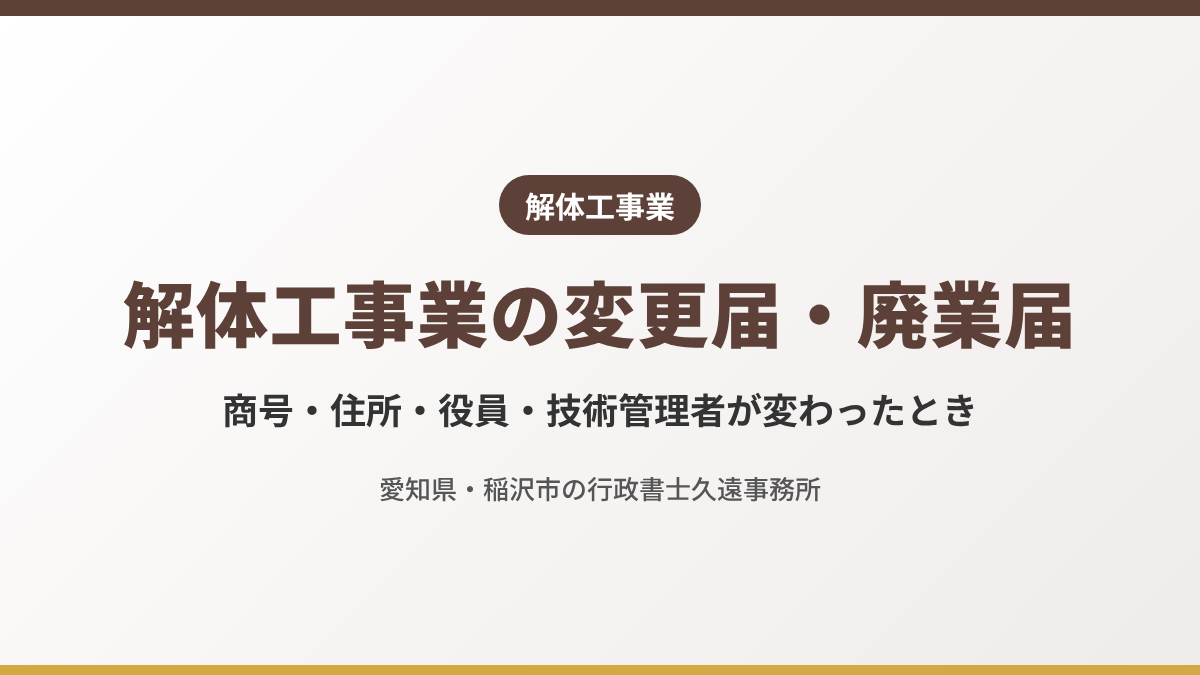 解体工事業
解体工事業の変更届・廃業届
商号・住所・役員・技術管理者が変わったとき
愛知県・稲沢市の行政書士久遠事務所